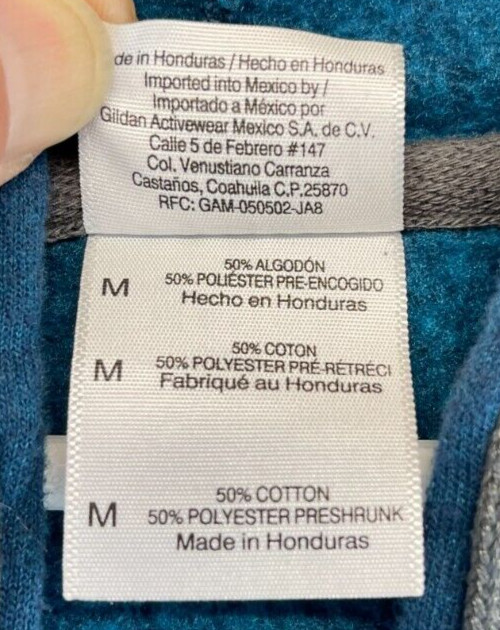 de in Honduras / Hecho en Honduras
Imported into Mexico by /
Importado a México por
Gildan Activewear Mexico S.A. de C.V.
Calle 5 de Febrero #147
Col. Venustiano Carranza
Castaños, Coahuila C.P.25870
RFC: GAM-050502-JA8
50% ALGODÓN
M 50% POLIÉSTER PRE-ENCOGIDO
Hecho en Honduras
50% COTON
M 50% POLYESTER PRÉ-RÉTRÉCI
Fabriqué au Honduras
50% COTTON
M 50% POLYESTER PRESHRUNK
Made in Honduras